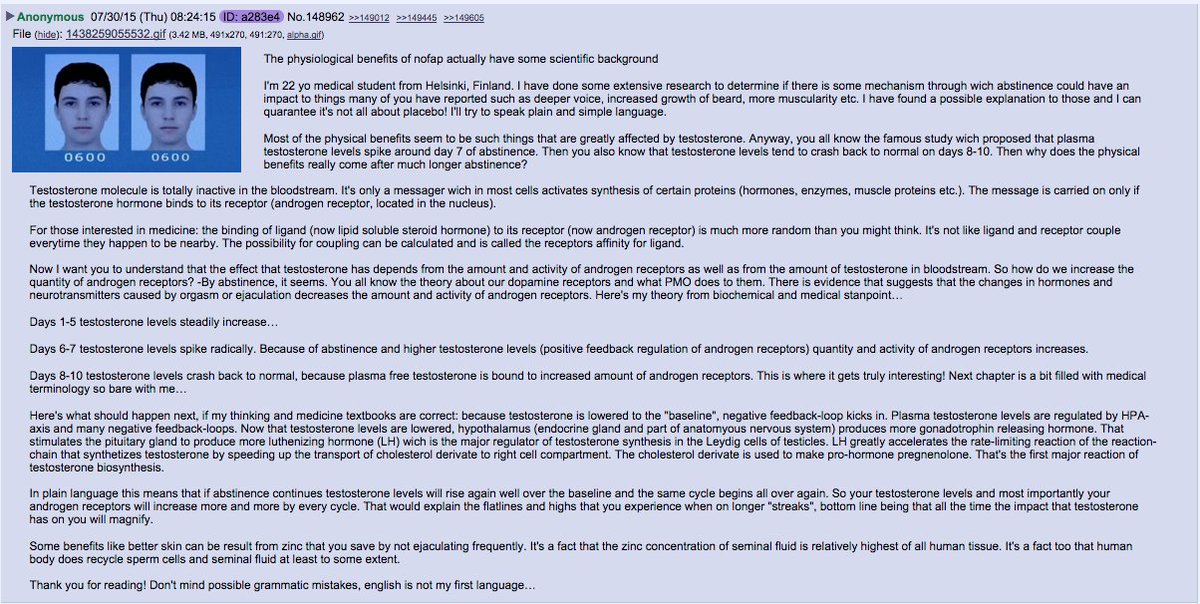 Anonymous 07/30/15 (Thu) 08:24:15 ID: a283e4 No.148962 >>149012 >>149445 >>149605
File (hide): 1438259055532.gif (3.42 MB, 491x270, 491:270, alpha.gif)
0600 0600
The physiological benefits of nofap actually have some scientific background
I'm 22 yo medical student from Helsinki, Finland. I have done some extensive research to determine if there is some mechanism through wich abstinence could have an
impact to things many of you have reported such as deeper voice, increased growth of beard, more muscularity etc. I have found a possible explanation to those and I can
quarantee it's not all about placebo! I'll try to speak plain and simple language.
Most of the physical benefits seem to be such things that are greatly affected by testosterone. Anyway, you all know the famous study wich proposed that plasma
testosterone levels spike around day 7 of abstinence. Then you also know that testosterone levels tend to crash back to normal on days 8-10. Then why does the physical
benefits really come after much longer abstinence?
Testosterone molecule is totally inactive in the bloodstream. It's only a messager wich in most cells activates synthesis of certain proteins (hormones, enzymes, muscle proteins etc.). The message is carried on only if
the testosterone hormone binds to its receptor (androgen receptor, located in the nucleus).
For those interested in medicine: the binding of ligand (now lipid soluble steroid hormone) to its receptor (now androgen receptor) is much more random than you might think. It's not like ligand and receptor couple
everytime they happen to be nearby. The possibility for coupling can be calculated and is called the receptors affinity for ligand.
Now I want you to understand that the effect that testosterone has depends from the amount and activity of androgen receptors as well as from the amount of testosterone in bloodstream. So how do we increase the
quantity of androgen receptors? -By abstinence, it seems. You all know the theory about our dopamine receptors and what PMO does to them. There is evidence that suggests that the changes in hormones and
neurotransmitters caused by orgasm or ejaculation decreases the amount and activity of androgen receptors. Here's my theory from biochemical and medical stanpoint…
Days 1-5 testosterone levels steadily increase…
Days 6-7 testosterone levels spike radically. Because of abstinence and higher testosterone levels (positive feedback regulation of androgen receptors) quantity and activity of androgen receptors increases.
Days 8-10 testosterone levels crash back to normal, because plasma free testosterone is bound to increased amount of androgen receptors. This is where it gets truly interesting! Next chapter is a bit filled with medical
terminology so bare with me…
Here's what should happen next, if my thinking and medicine textbooks are correct: because testosterone is lowered to the "baseline", negative feedback-loop kicks in. Plasma testosterone levels are regulated by HPA-
axis and many negative feedback-loops. Now that testosterone levels are lowered, hypothalamus (endocrine gland and part of anatomyous nervous system) produces more gonadotrophin releasing hormone. That
stimulates the pituitary gland to produce more luthenizing hormone (LH) wich is the major regulator of testosterone synthesis in the Leydig cells of testicles. LH greatly accelerates the rate-limiting reaction of the reaction-
chain that synthetizes testosterone by speeding up the transport of cholesterol derivate to right cell compartment. The cholesterol derivate is used to make pro-hormone pregnenolone. That's the first major reaction of
testosterone biosynthesis.
In plain language this means that if abstinence continues testosterone levels will rise again well over the baseline and the same cycle begins all over again. So your testosterone levels and most importantly your
androgen receptors will increase more and more by every cycle. That would explain the flatlines and highs that you experience when on longer "streaks", bottom line being that all the time the impact that testosterone
has on you will magnify.
Some benefits like better skin can be result from zinc that you save by not ejaculating frequently. It's a fact that the zinc concentration of seminal fluid is relatively highest of all human tissue. It's a fact too that human
body does recycle sperm cells and seminal fluid at least to some extent.
Thank you for reading! Don't mind possible grammatic mistakes, english is not my first language…